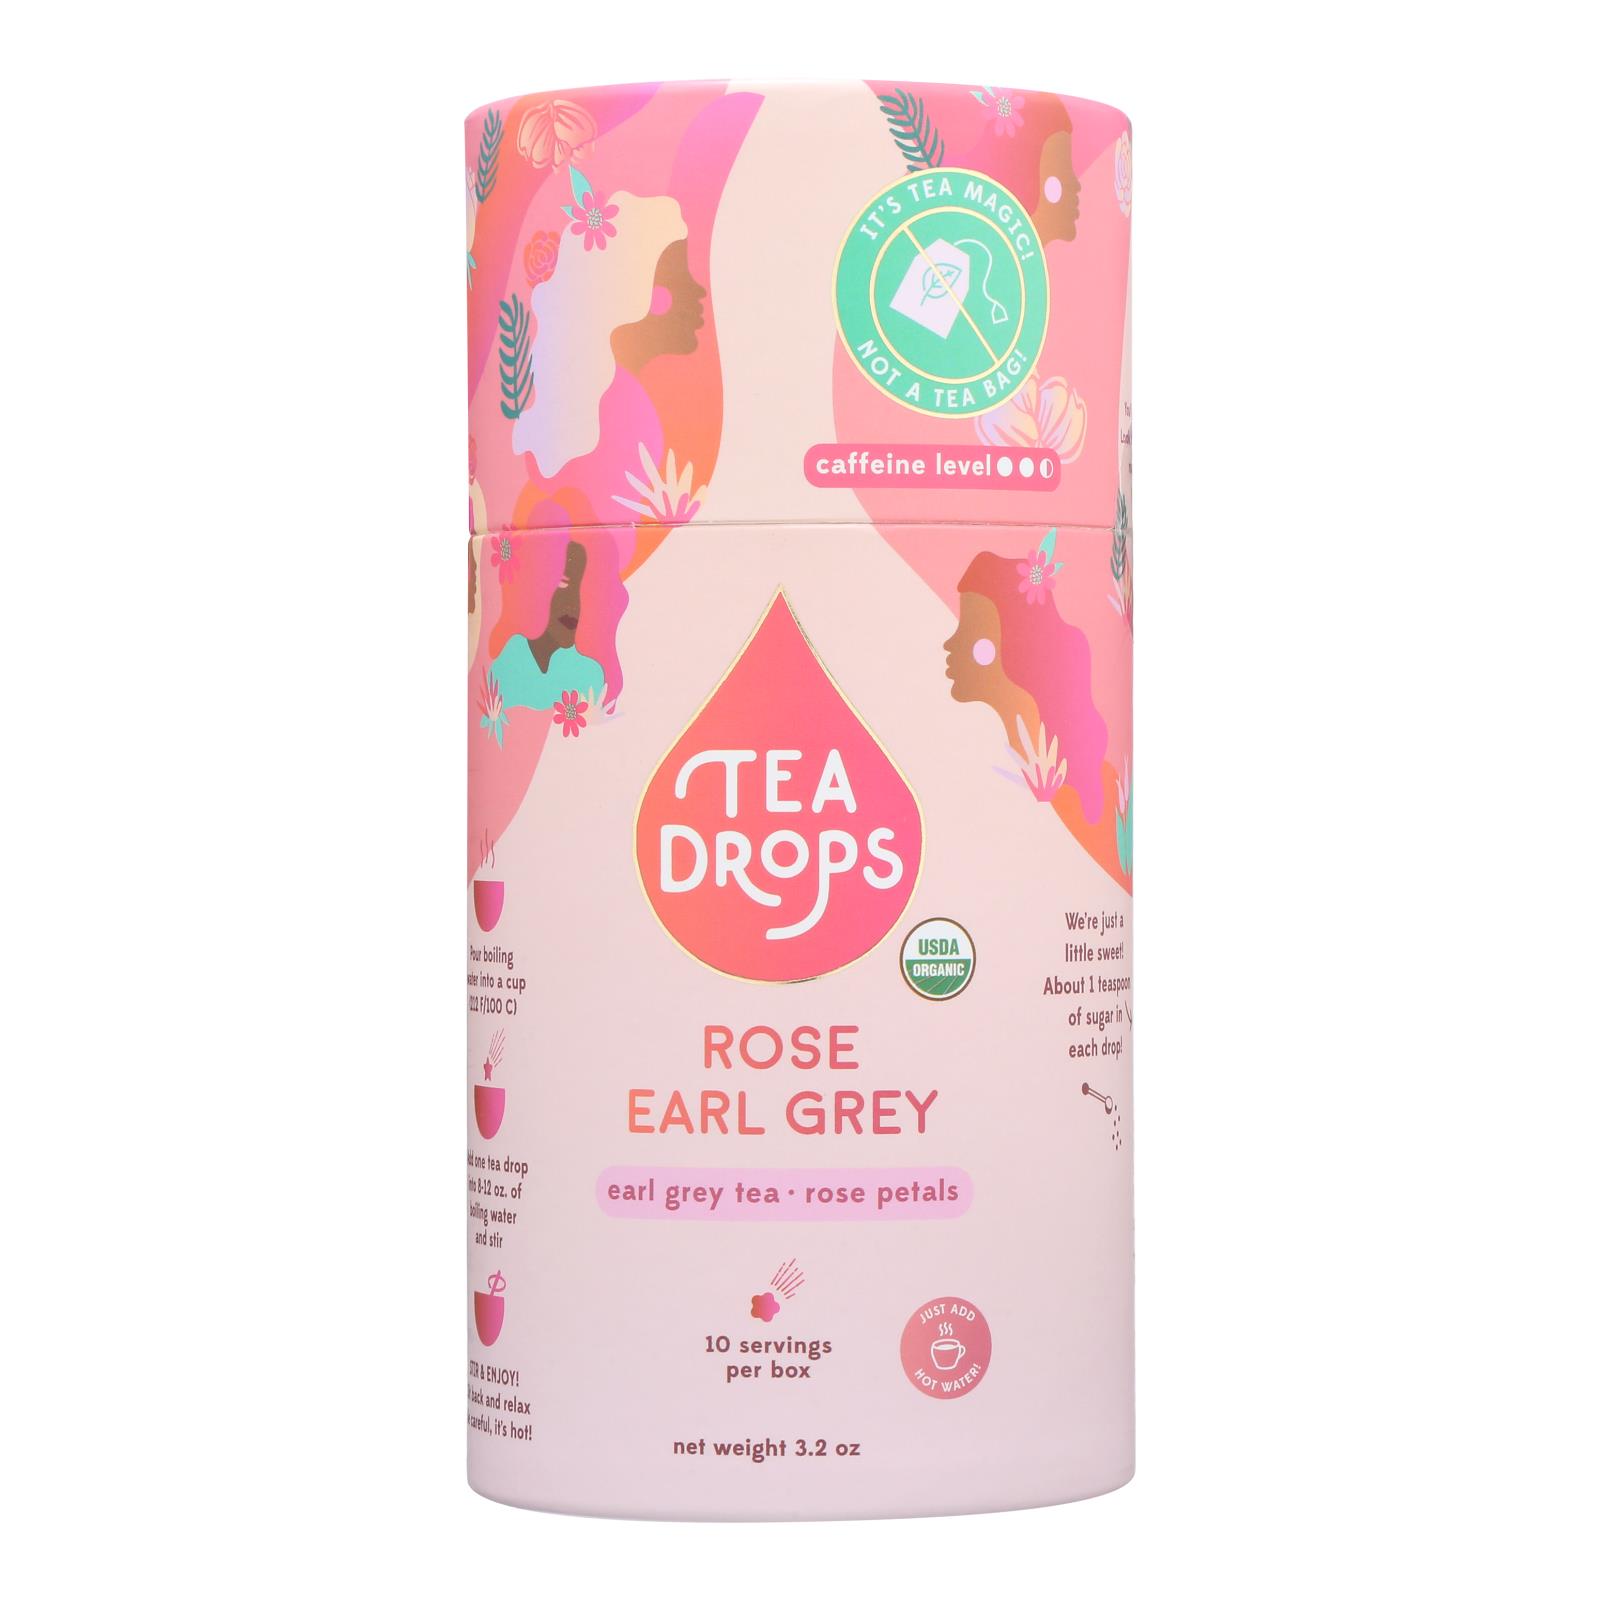 IT'S TEA MAGIC!
NOT A TEA BAG!
caffeine level
TEA
DROPS
USDA
ORGANIC
ROSE
EARL GREY
earl grey tea · rose petals
10 servings
per box
JUST ADD
HOT WATER!
net weight 3.2 oz
Pour boiling
water into a cup
(212 F/100 C)
Add one tea drop
into 8-12 oz. of
boiling water
and stir
STIR & ENJOY!
back and relax
careful, it's hot!
We're just a
little sweet!
About 1 teaspoon
of sugar in
each drop!